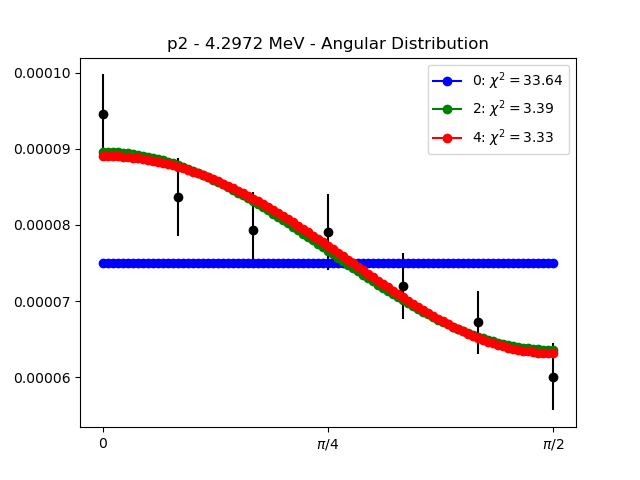 p2 - 4.2972 MeV - Angular Distribution
0.00010
0.00009
0.00008
0.00007
0.00006
0: χ² = 33.64
2: χ² = 3.39
4: χ² = 3.33
0 π/4 π/2